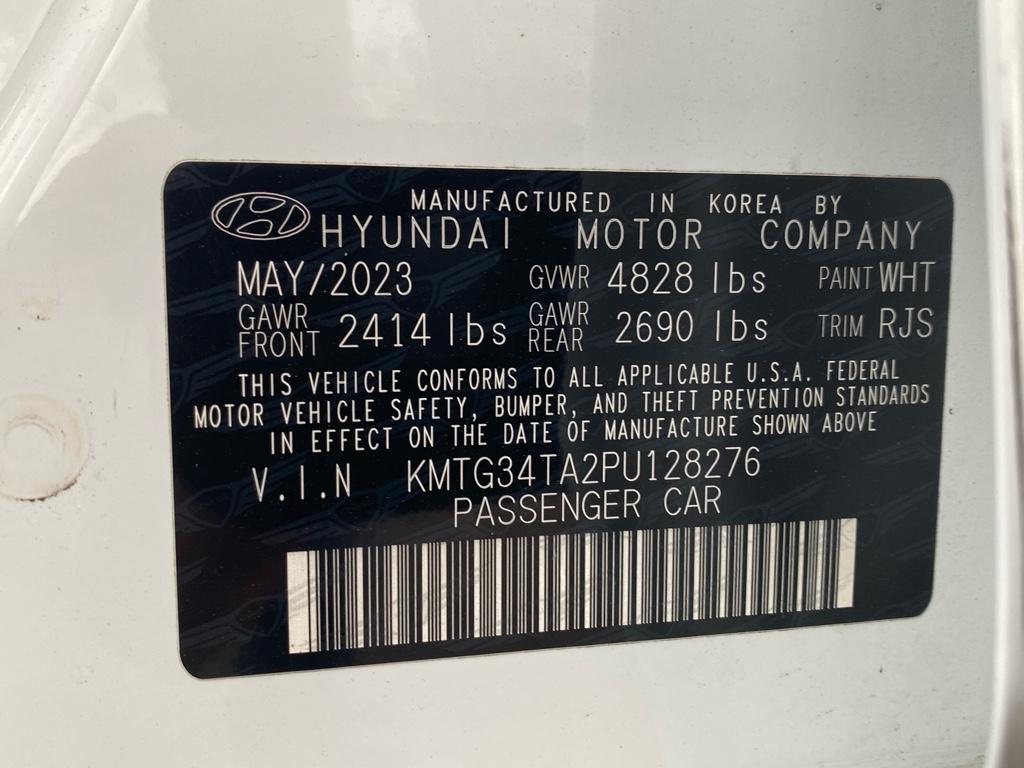 MANUFACTURED IN KOREA BY
HYUNDAI MOTOR COMPANY
MAY/2023 GVWR 4828 lbs PAINT WHT
GAWR FRONT 2414 lbs GAWR REAR 2690 lbs TRIM RJS
THIS VEHICLE CONFORMS TO ALL APPLICABLE U.S.A. FEDERAL
MOTOR VEHICLE SAFETY, BUMPER, AND THEFT PREVENTION STANDARDS
IN EFFECT ON THE DATE OF MANUFACTURE SHOWN ABOVE
V.I.N KMTG34TA2PU128276
PASSENGER CAR